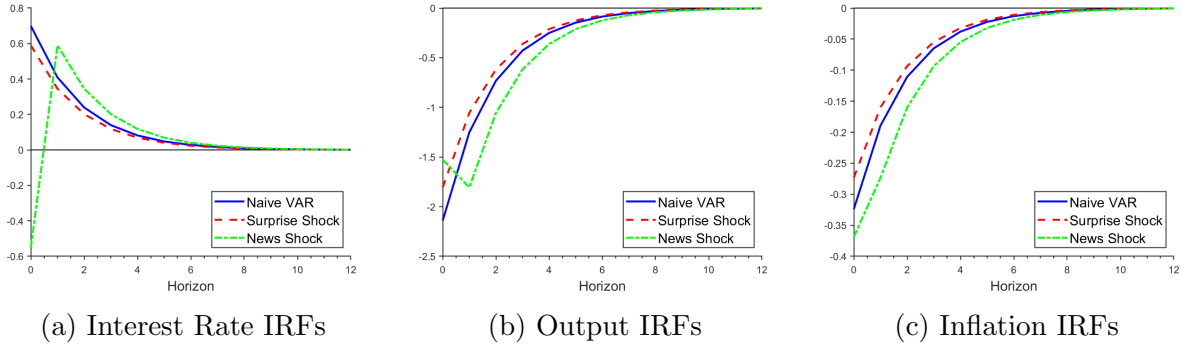 0.8
0.6
0.4
0.2
0
-0.2
-0.4
-0.6
0 2 4 6 8 10 12
Horizon
Naive VAR
Surprise Shock
News Shock
(a) Interest Rate IRFs
0
-0.5
-1
-1.5
-2
-2.5
0 2 4 6 8 10 12
Horizon
Naive VAR
Surprise Shock
News Shock
(b) Output IRFs
0
-0.05
-0.1
-0.15
-0.2
-0.25
-0.3
-0.35
-0.4
0 2 4 6 8 10 12
Horizon
Naive VAR
Surprise Shock
News Shock
(c) Inflation IRFs